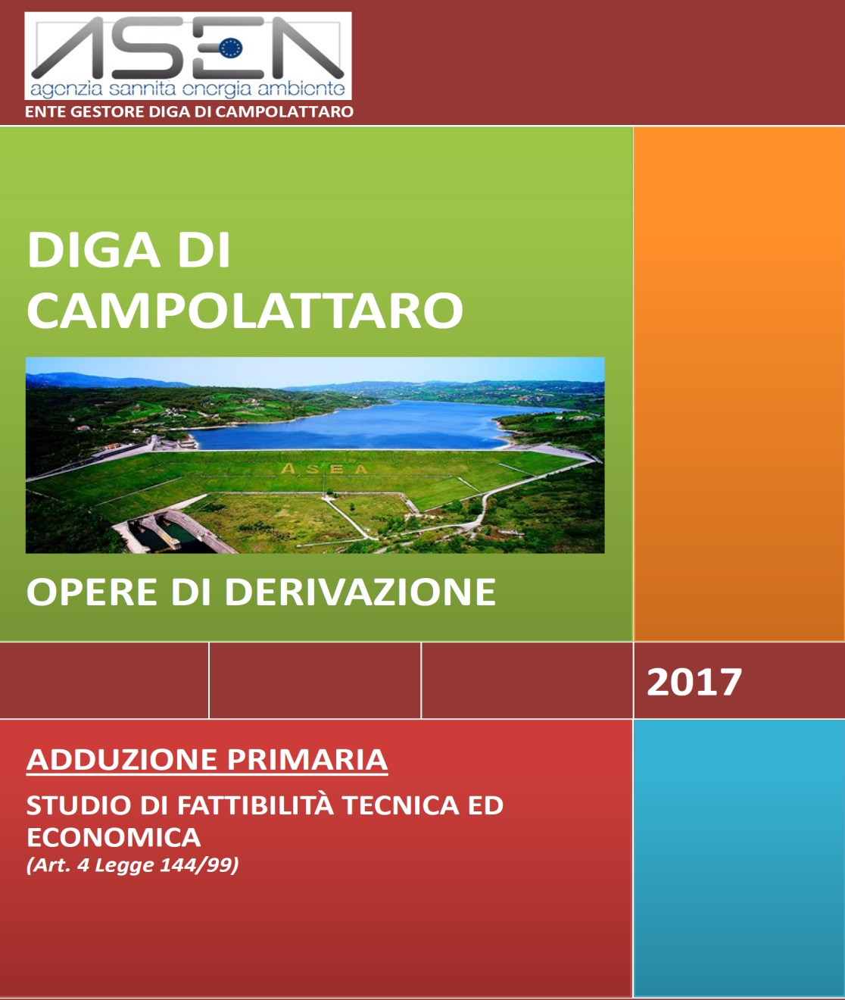 ASEA
agenzia sannita energia ambiente
ENTE GESTORE DIGA DI CAMPOLATTARO
DIGA DI
CAMPOLATTARO
ASEA
OPERE DI DERIVAZIONE
2017
ADDUZIONE PRIMARIA
STUDIO DI FATTIBILITÀ TECNICA ED
ECONOMICA
(Art. 4 Legge 144/99)